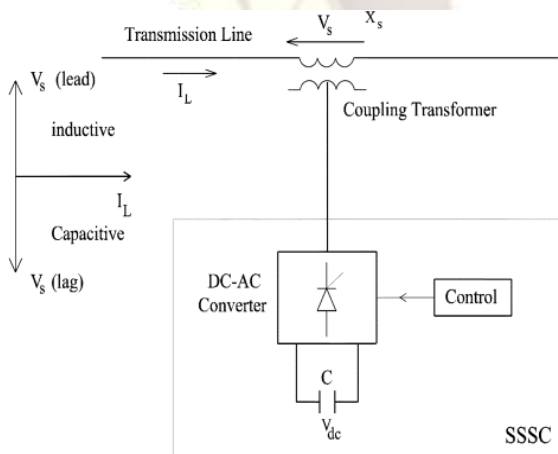 Transmission Line
Vs
Xs
Vs (lead)
IL
Coupling Transformer
inductive
IL
Capacitive
Vs (lag)
DC-AC
Converter
Control
C
Vdc
SSSC